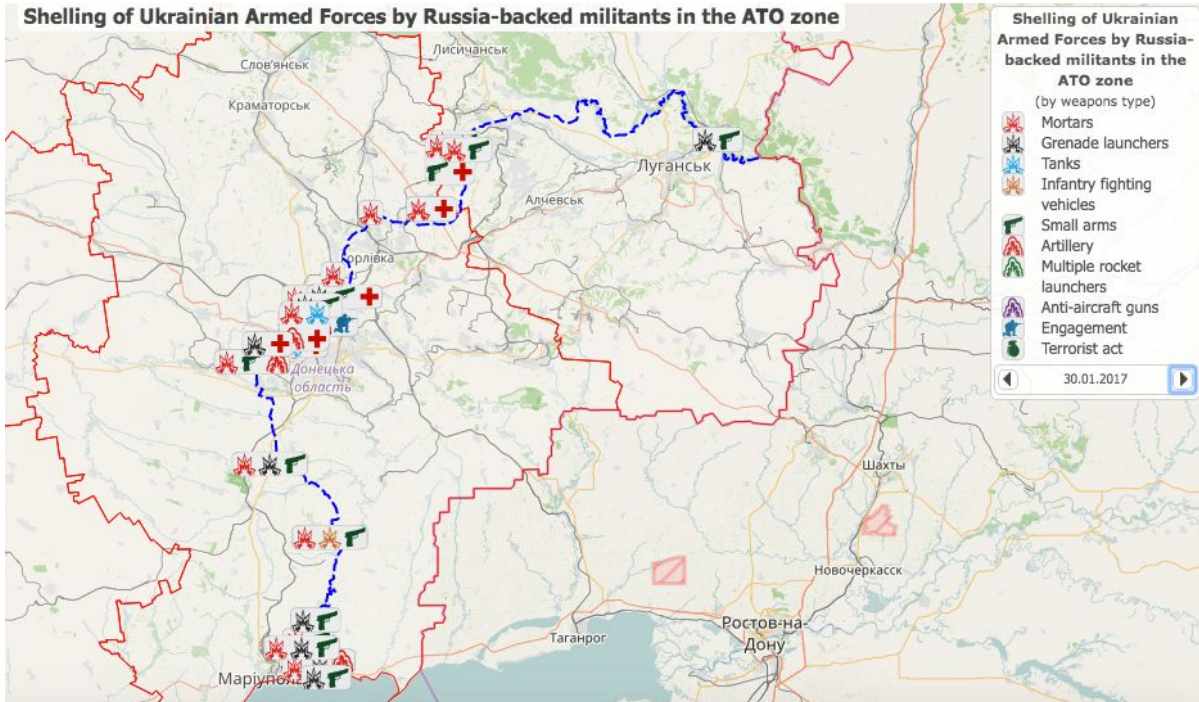 Shelling of Ukrainian Armed Forces by Russia-backed militants in the ATO zone
Лисичанськ
Слов'янськ
Краматорськ
Луганськ
Алчевськ
Донецька
область
Шахты
Новочеркасск
Таганрог
Ростов-на-
Дону
Shelling of Ukrainian
Armed Forces by Russia-
backed militants in the
ATO zone
(by weapons type)
Mortars
Grenade launchers
Tanks
Infantry fighting
vehicles
Small arms
Artillery
Multiple rocket
launchers
Anti-aircraft guns
Engagement
Terrorist act
30.01.2017